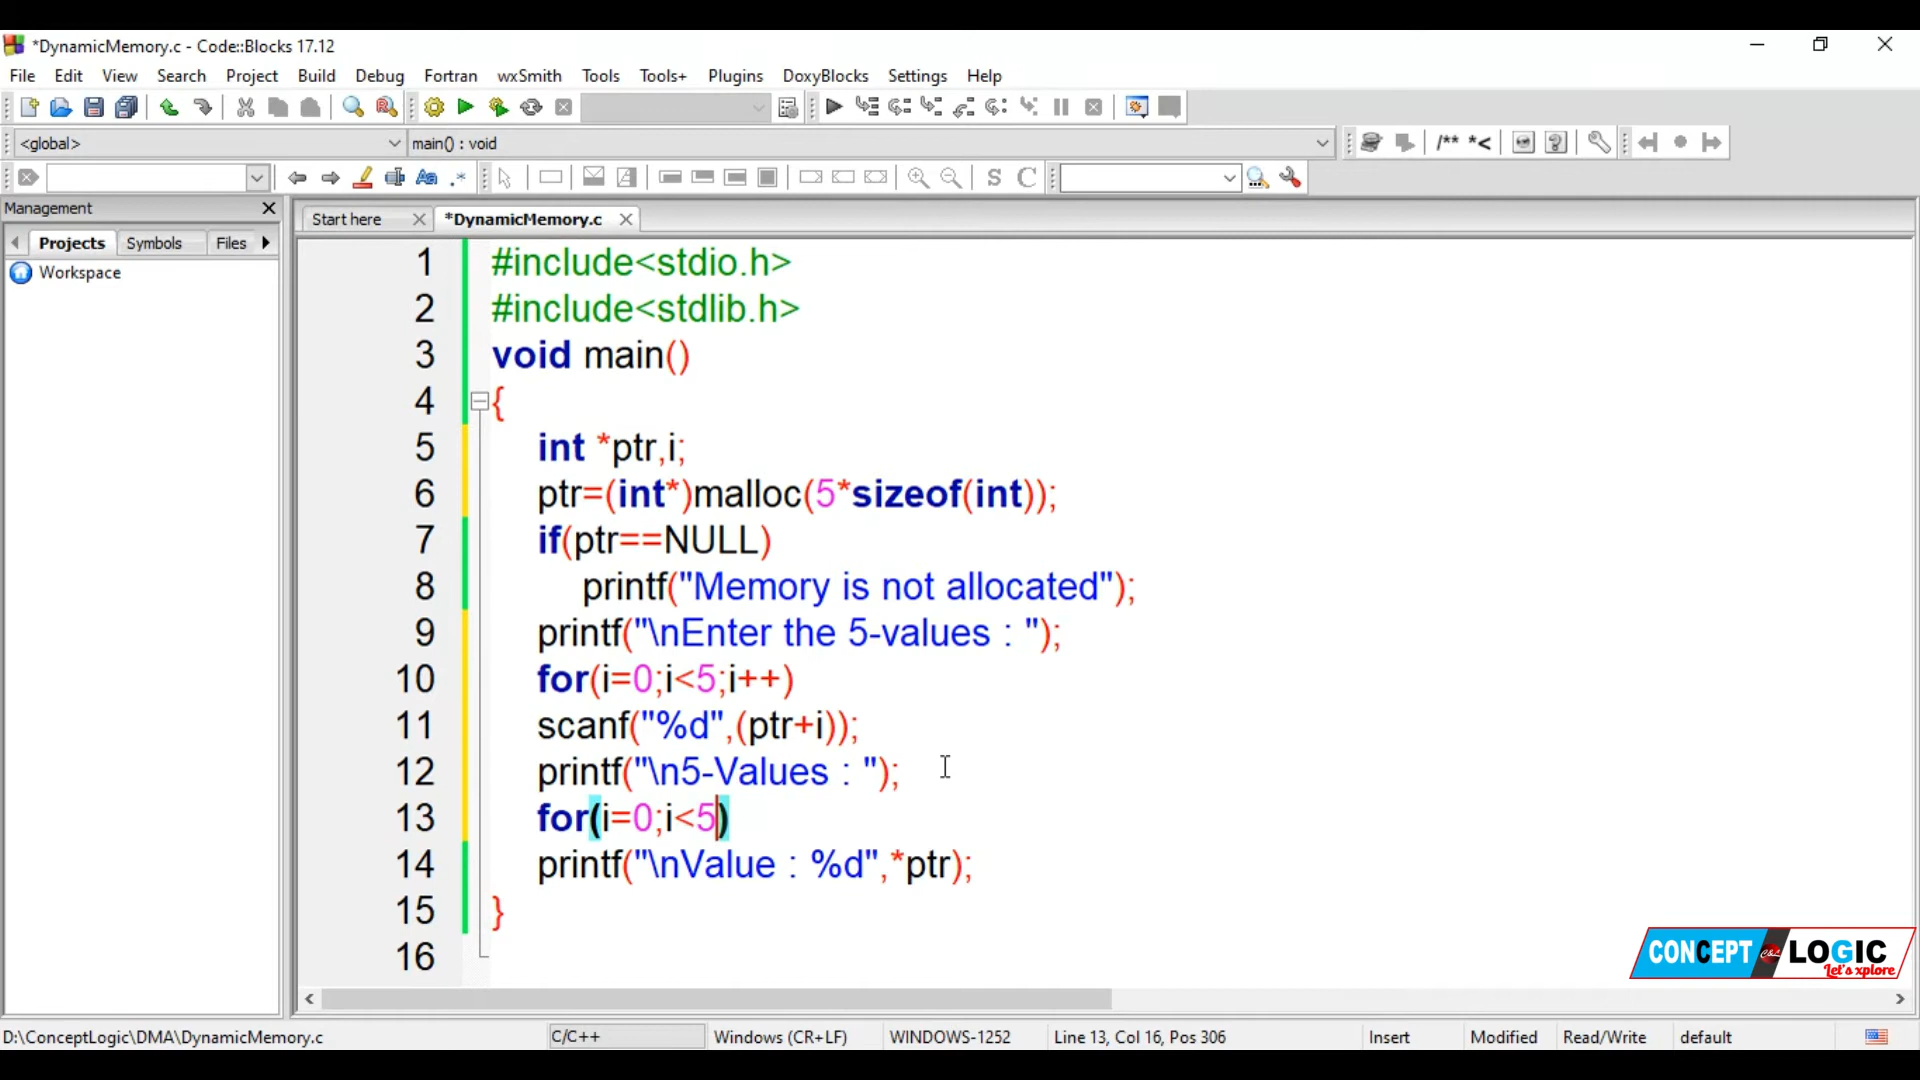 *DynamicMemory.c - Code::Blocks 17.12
File Edit View Search Project Build Debug Fortran wxSmith Tools Tools+ Plugins DoxyBlocks Settings Help
<global> main() : void
/** *<
S C
Management
Start here *DynamicMemory.c
Projects Symbols Files
Workspace
1 #include<stdio.h>
2 #include<stdlib.h>
3 void main()
4 {
5 int *ptr,i;
6 ptr=(int*)malloc(5*sizeof(int));
7 if(ptr==NULL)
8 printf("Memory is not allocated");
9 printf("\nEnter the 5-values : ");
10 for(i=0;i<5;i++)
11 scanf("%d",(ptr+i));
12 printf("\n5-Values : ");
13 for(i=0;i<5)
14 printf("\nValue : %d",*ptr);
15 }
16
CONCEPT C&L LOGIC
Let's xplore
D:\ConceptLogic\DMA\DynamicMemory.c C/C++ Windows (CR+LF) WINDOWS-1252 Line 13, Col 16, Pos 306 Insert Modified Read/Write default